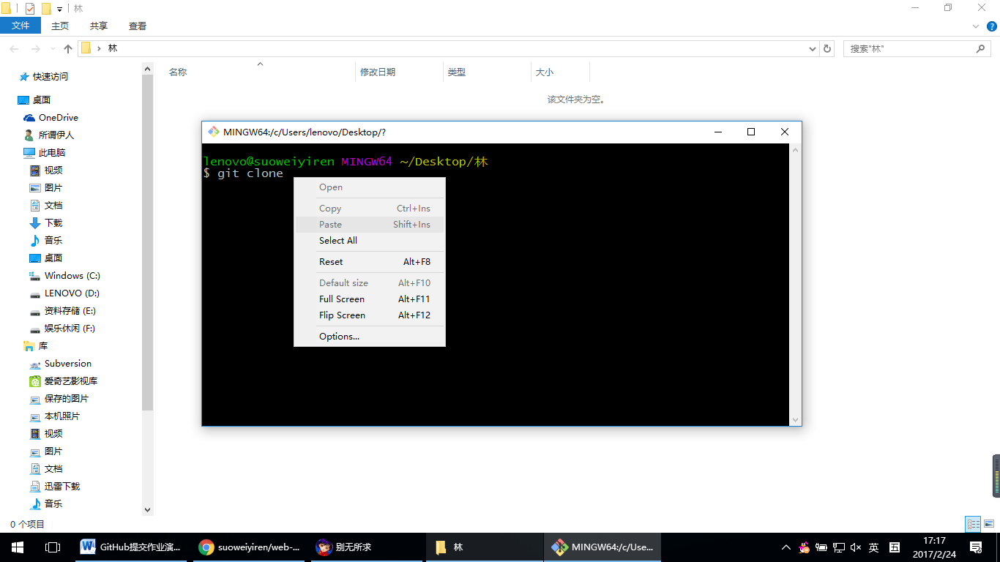 林
文件 主页 共享 查看
林
搜索"林"
名称 修改日期 类型 大小
该文件夹为空。
快速访问
桌面
OneDrive
所谓伊人
此电脑
视频
图片
文档
下载
音乐
桌面
Windows (C:)
LENOVO (D:)
资料存储 (E:)
娱乐休闲 (F:)
库
Subversion
爱奇艺影视库
保存的图片
本机照片
视频
图片
文档
迅雷下载
音乐
0 个项目
MINGW64:/c/Users/lenovo/Desktop/?
lenovo@suoweiyiren MINGW64 ~/Desktop/林
$ git clone
Open
Copy Ctrl+Ins
Paste Shift+Ins
Select All
Reset Alt+F8
Default size Alt+F10
Full Screen Alt+F11
Flip Screen Alt+F12
Options...
GitHub提交作业演... suoweiyiren/web-... 别无所求 林 MINGW64:/c/Use... 英 五 17:17
2017/2/24